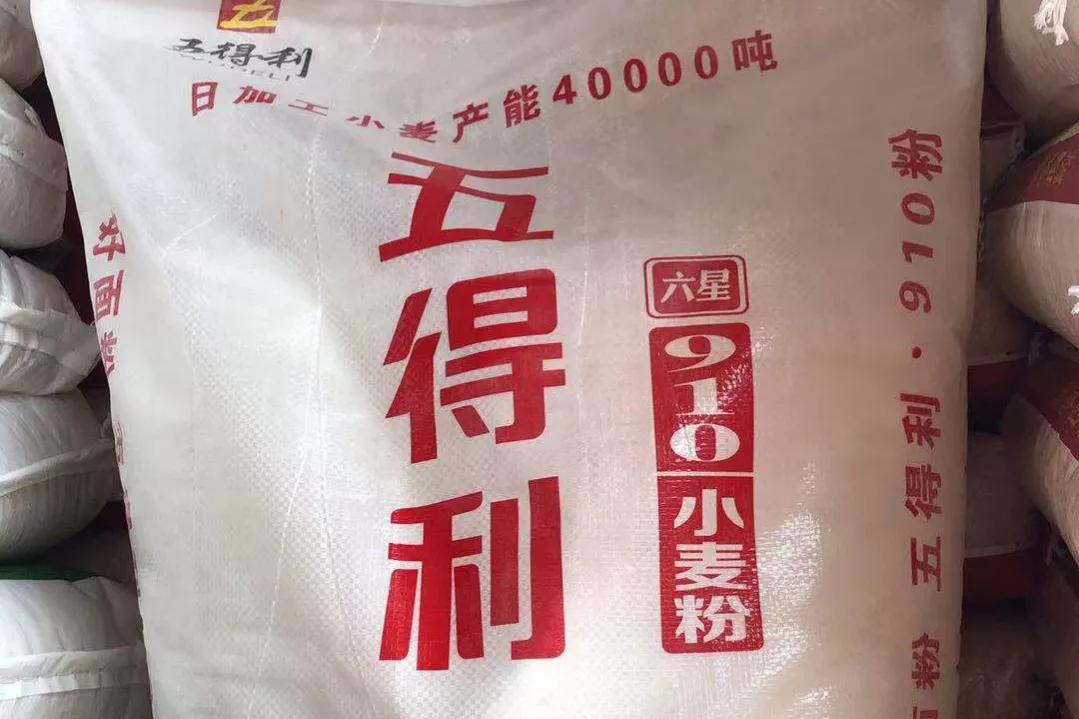 五得利
WUDELI
日加工小麦产能40000吨
五得利
六星
910
小麦粉
好面粉
五得利·910粉